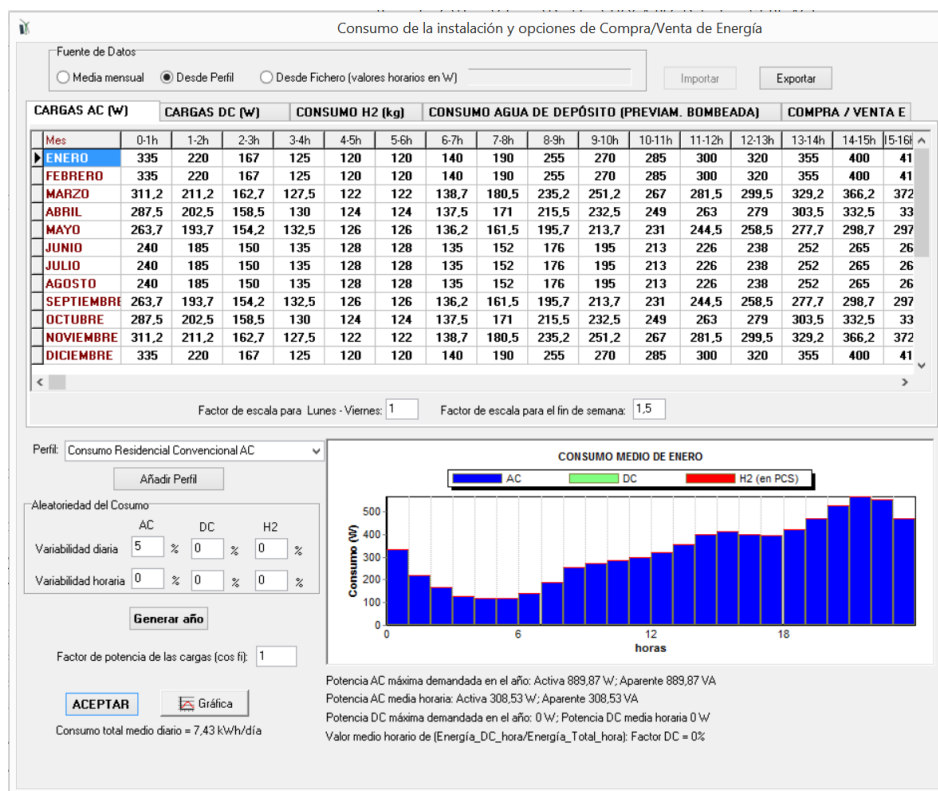 Consumo de la instalación y opciones de Compra/Venta de Energía
Fuente de Datos
Media mensual Desde Perfil Desde Fichero (valores horarios en W) Importar Exportar
CARGAS AC (W) CARGAS DC (W) CONSUMO H2 (kg) CONSUMO AGUA DE DEPÓSITO (PREVIAM. BOMBEADA) COMPRA / VENTA E
Mes 0-1h 1-2h 2-3h 3-4h 4-5h 5-6h 6-7h 7-8h 8-9h 9-10h 10-11h 11-12h 12-13h 13-14h 14-15h 15-16h
ENERO 335 220 167 125 120 120 140 190 255 270 285 300 320 355 400 41
FEBRERO 335 220 167 125 120 120 140 190 255 270 285 300 320 355 400 41
MARZO 311,2 211,2 162,7 127,5 122 122 138,7 180,5 235,2 251,2 267 281,5 299,5 329,2 366,2 372
ABRIL 287,5 202,5 158,5 130 124 124 137,5 171 215,5 232,5 249 263 279 303,5 332,5 33
MAYO 263,7 193,7 154,2 132,5 126 126 136,2 161,5 195,7 213,7 231 244,5 258,5 277,7 298,7 297
JUNIO 240 185 150 135 128 128 135 152 176 195 213 226 238 252 265 26
JULIO 240 185 150 135 128 128 135 152 176 195 213 226 238 252 265 26
AGOSTO 240 185 150 135 128 128 135 152 176 195 213 226 238 252 265 26
SEPTIEMBRE 263,7 193,7 154,2 132,5 126 126 136,2 161,5 195,7 213,7 231 244,5 258,5 277,7 298,7 297
OCTUBRE 287,5 202,5 158,5 130 124 124 137,5 171 215,5 232,5 249 263 279 303,5 332,5 33
NOVIEMBRE 311,2 211,2 162,7 127,5 122 122 138,7 180,5 235,2 251,2 267 281,5 299,5 329,2 366,2 372
DICIEMBRE 335 220 167 125 120 120 140 190 255 270 285 300 320 355 400 41
Factor de escala para Lunes - Viernes: 1 Factor de escala para el fin de semana: 1,5
Perfil: Consumo Residencial Convencional AC
Añadir Perfil
Aleatoriedad del Cosumo
AC DC H2
Variabilidad diaria 5 % 0 % 0 %
Variabilidad horaria 0 % 0 % 0 %
Generar año
Factor de potencia de las cargas (cos fi): 1
ACEPTAR Gráfica
Consumo total medio diario = 7,43 kWh/día
CONSUMO MEDIO DE ENERO
AC DC H2 (en PCS)
Consumo (W)
500
400
300
200
100
0
0 6 12 18
horas
Potencia AC máxima demandada en el año: Activa 889,87 W; Aparente 889,87 VA
Potencia AC media horaria: Activa 308,53 W; Aparente 308,53 VA
Potencia DC máxima demandada en el año: 0 W; Potencia DC media horaria 0 W
Valor medio horario de (Energía_DC_hora/Energía_Total_hora): Factor DC = 0%